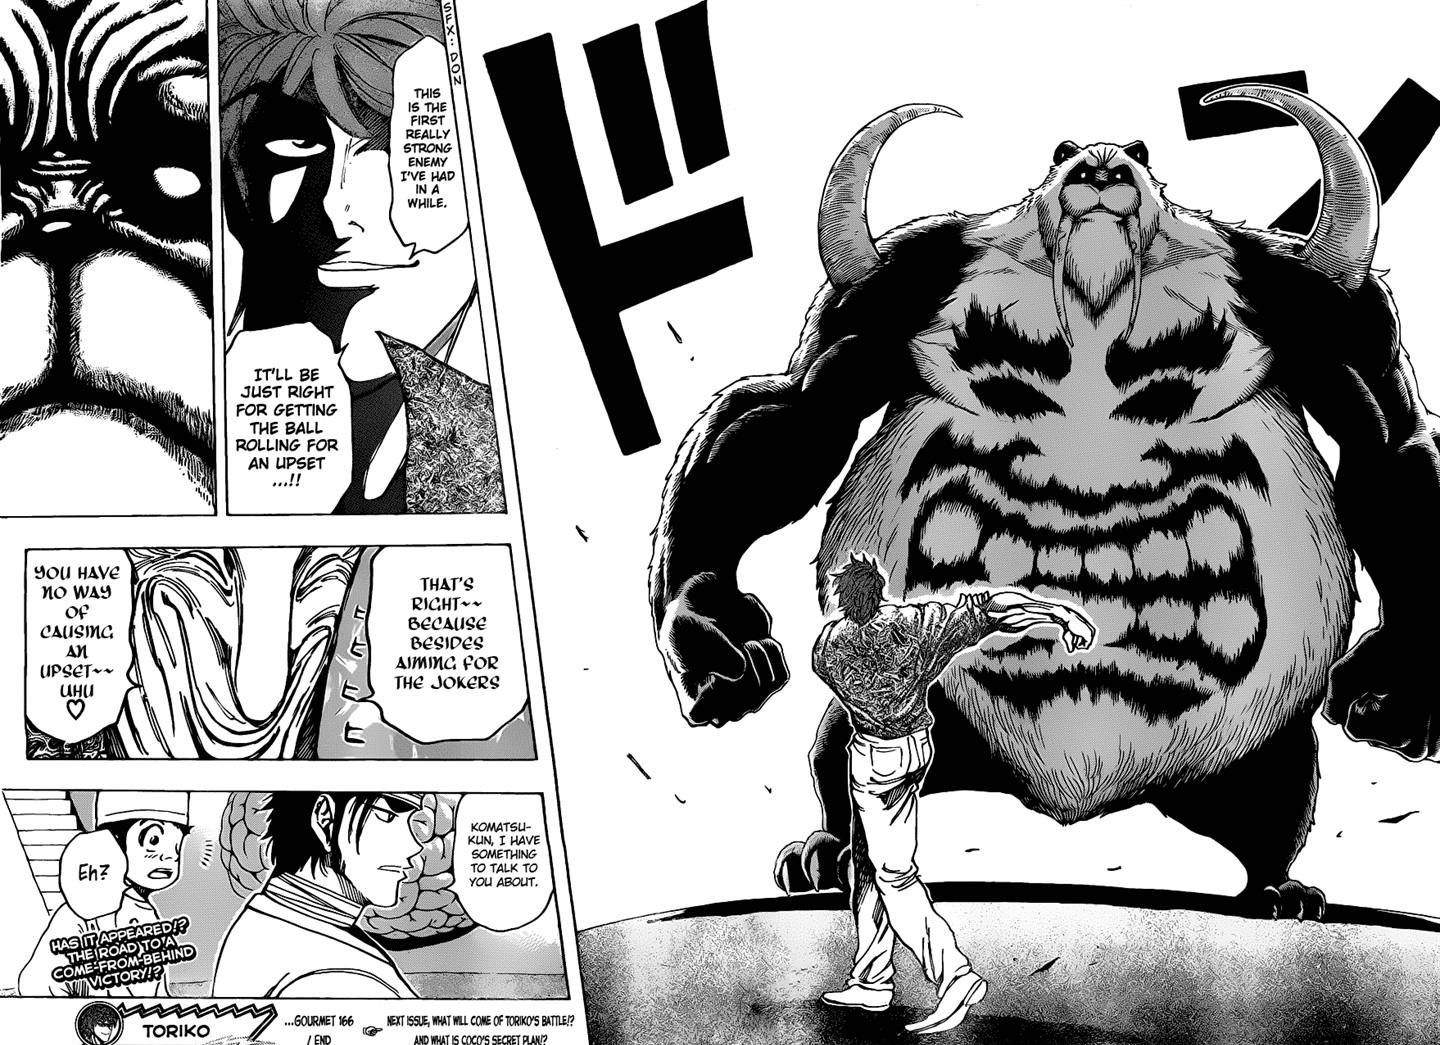 ドドン
SFX: DON
THIS
IS THE
FIRST
REALLY
STRONG
ENEMY
I'VE HAD
IN A
WHILE.
IT'LL BE
JUST RIGHT
FOR GETTING
THE BALL
ROLLING FOR
AN UPSET
...!!
THAT'S
RIGHT~~
BECAUSE
BESIDES
AIMING FOR
THE JOKERS
ヒ
ヒ
ヒ
YOU HAVE
NO WAY
OF
CAUSING
AN
UPSET~~
UHU
♡
KOMATSU-
KUN, I HAVE
SOMETHING
TO TALK TO
YOU ABOUT.
Eh?
HAS IT APPEARED!?
THE ROAD TO A
COME-FROM-BEHIND
VICTORY!?
TORIKO
...GOURMET 166
/ END
☞ NEXT ISSUE, WHAT WILL COME OF TORIKO'S BATTLE!?
AND WHAT IS COCO'S SECRET PLAN!?